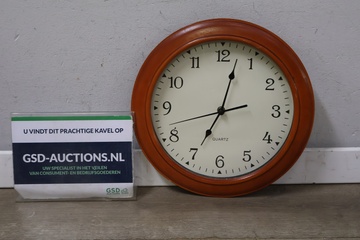 U VINDT DIT PRACHTIGE KAVEL OP
GSD-AUCTIONS.NL
UW SPECIALIST IN HET VEILEN
VAN CONSUMENT- EN BEDRIJFSGOEDEREN
GSD
12
1
2
3
4
5
6
7
8
9
10
11
QUARTZ